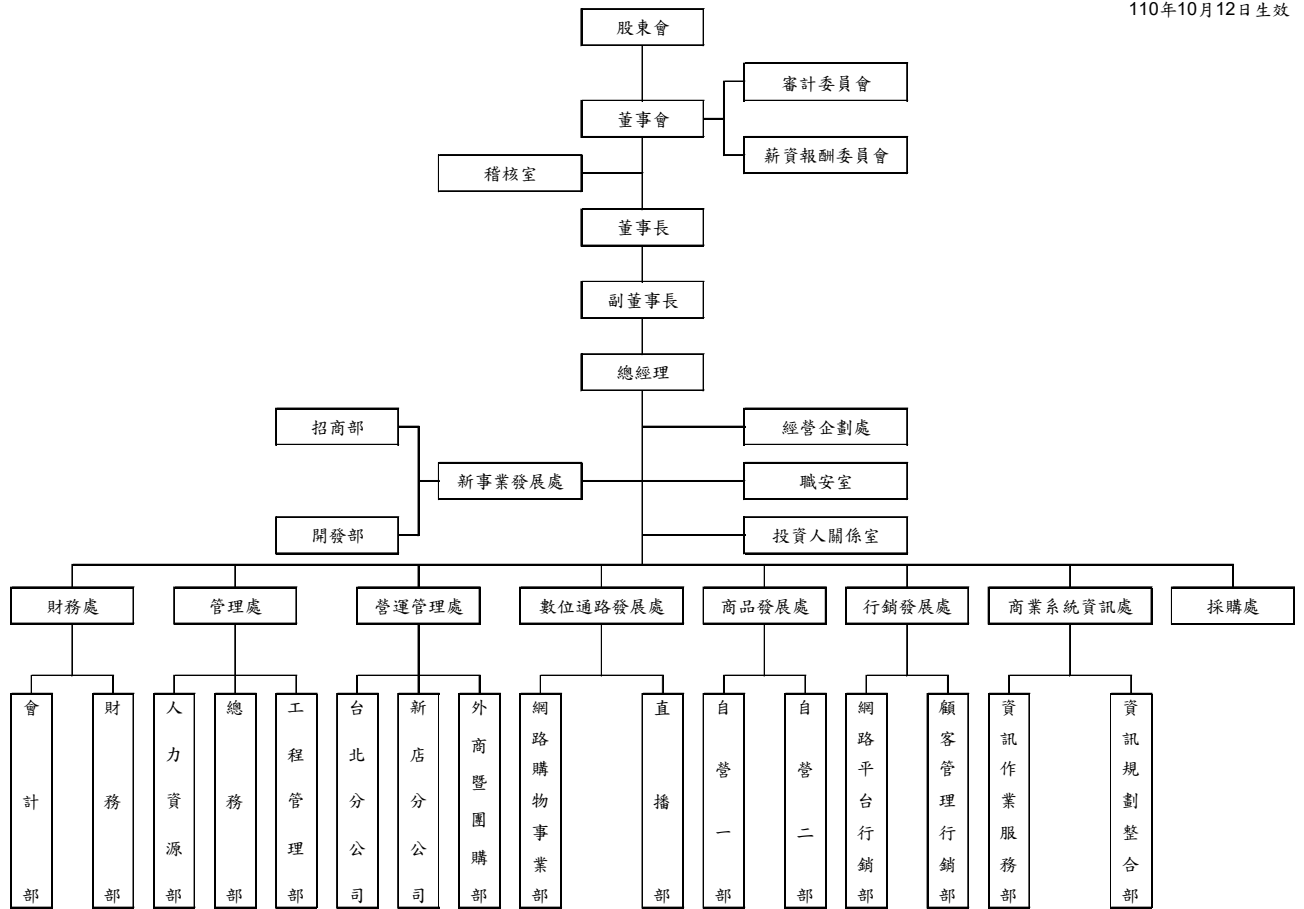 110年10月12日生效
股東會
審計委員會
董事會
薪資報酬委員會
稽核室
董事長
副董事長
總經理
招商部
經營企劃處
新事業發展處
職安室
開發部
投資人關係室
財務處
管理處
營運管理處
數位通路發展處
商品發展處
行銷發展處
商業系統資訊處
採購處
會計部
財務部
人力資源部
總務部
工程管理部
台北分公司
新店分公司
外商暨團購部
網路購物事業部
直播部
自營一部
自營二部
網路平台行銷部
顧客管理行銷部
資訊作業服務部
資訊規劃整合部